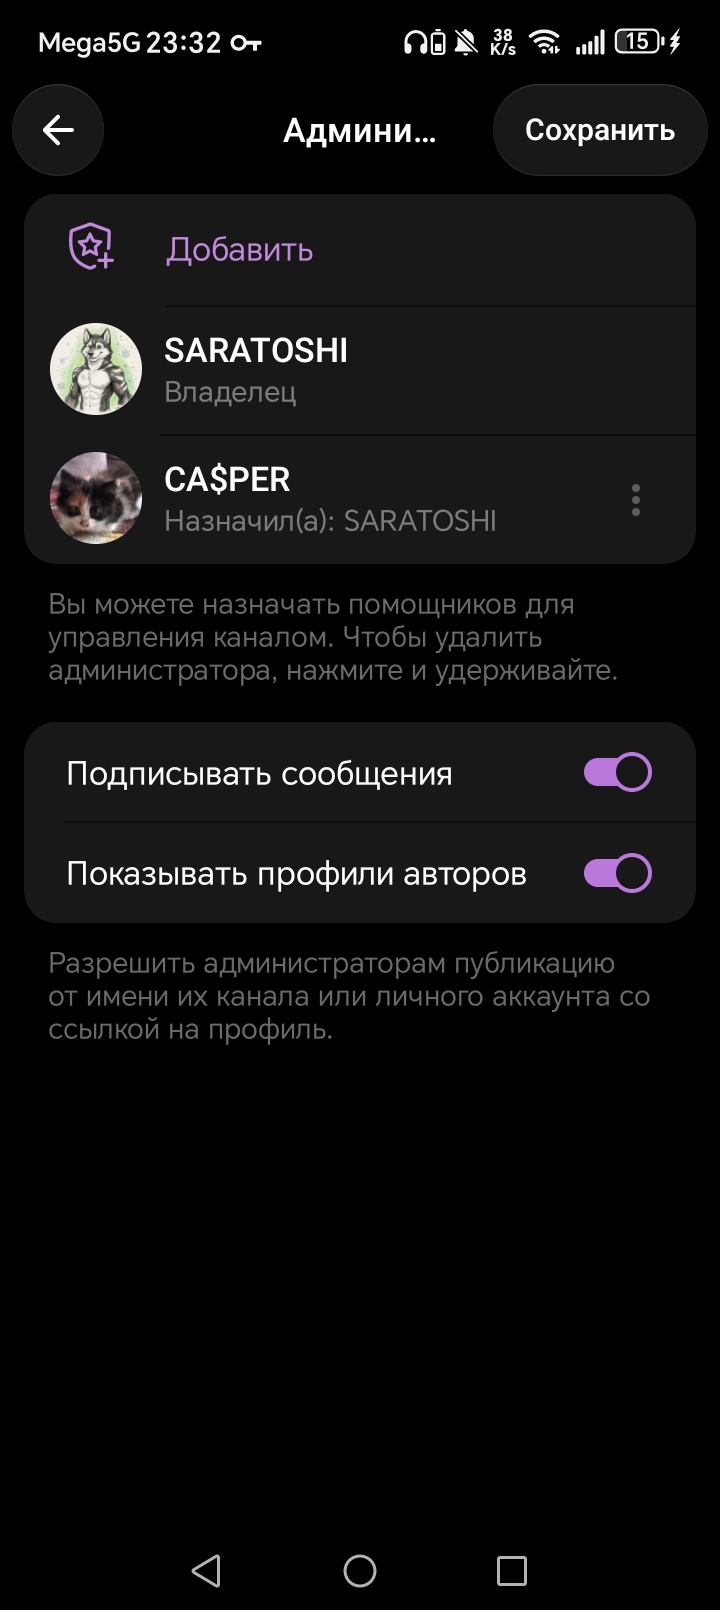 Mega5G 23:32 38 K/s 15
Админи... Сохранить
Добавить
SARATOSHI
Владелец
CA$PER
Назначил(а): SARATOSHI
Вы можете назначать помощников для
управления каналом. Чтобы удалить
администратора, нажмите и удерживайте.
Подписывать сообщения
Показывать профили авторов
Разрешить администраторам публикацию
от имени их канала или личного аккаунта со
ссылкой на профиль.